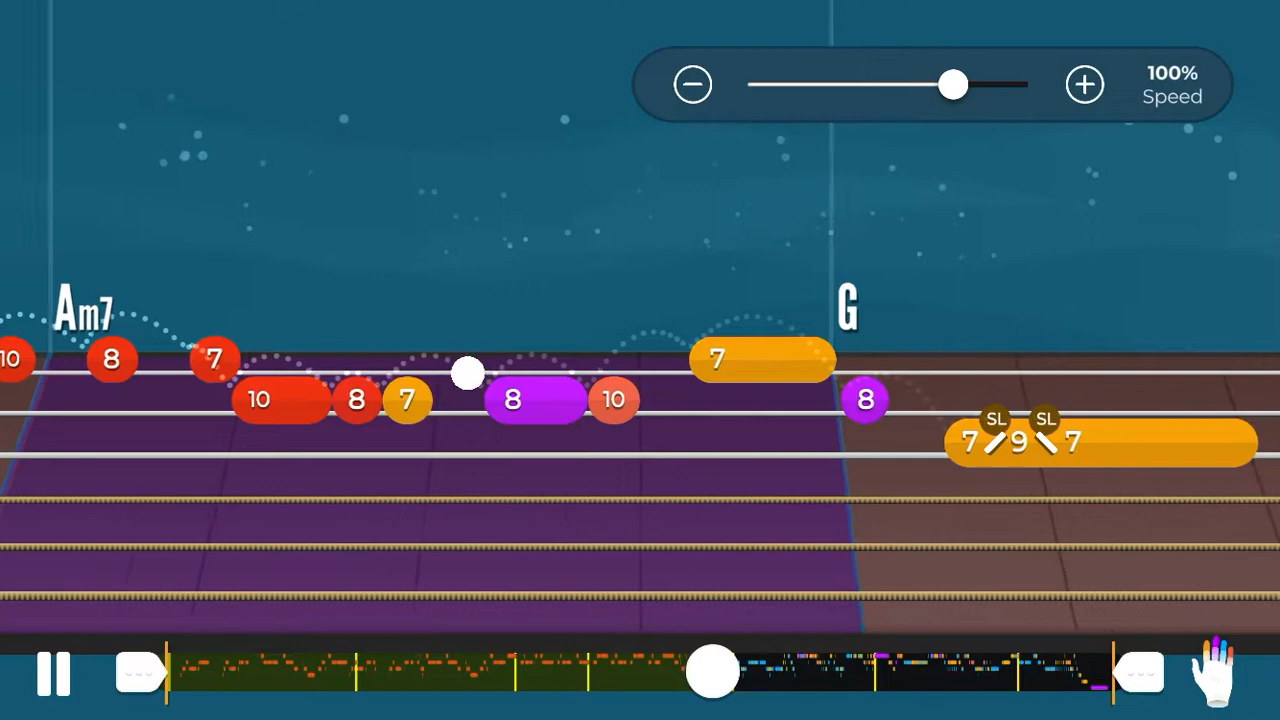 100%
Speed
Am7
G
10 8 7 7
10 8 7 8 10 8
SL SL
7 9 7